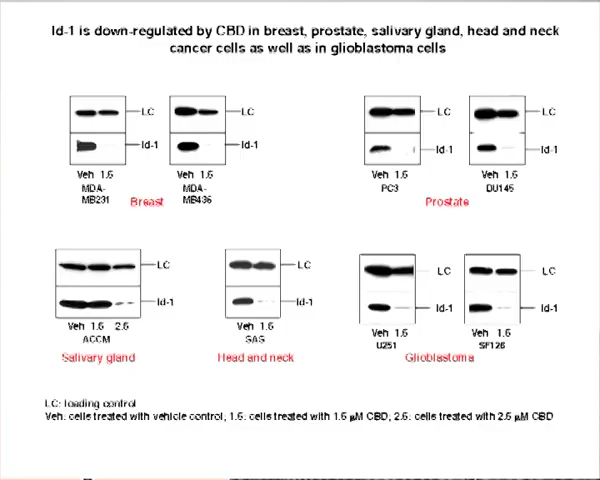 Id-1 is down-regulated by CBD in breast, prostate, salivary gland, head and neck
cancer cells as well as in glioblastoma cells
LC
Id-1
Veh 1.5
MDA-
MB231
LC
Id-1
Veh 1.5
MDA-
MB436
Breast
LC
Id-1
Veh 1.5
PC3
LC
Id-1
Veh 1.5
DU145
Prostate
LC
Id-1
Veh 1.5 2.5
ACCM
Salivary gland
LC
Id-1
Veh 1.5
SAS
Head and neck
LC
Id-1
Veh 1.5
U251
LC
Id-1
Veh 1.5
SF126
Glioblastoma
LC: loading control
Veh: cells treated with vehicle control; 1.5: cells treated with 1.5 µM CBD; 2.5: cells treated with 2.5 µM CBD